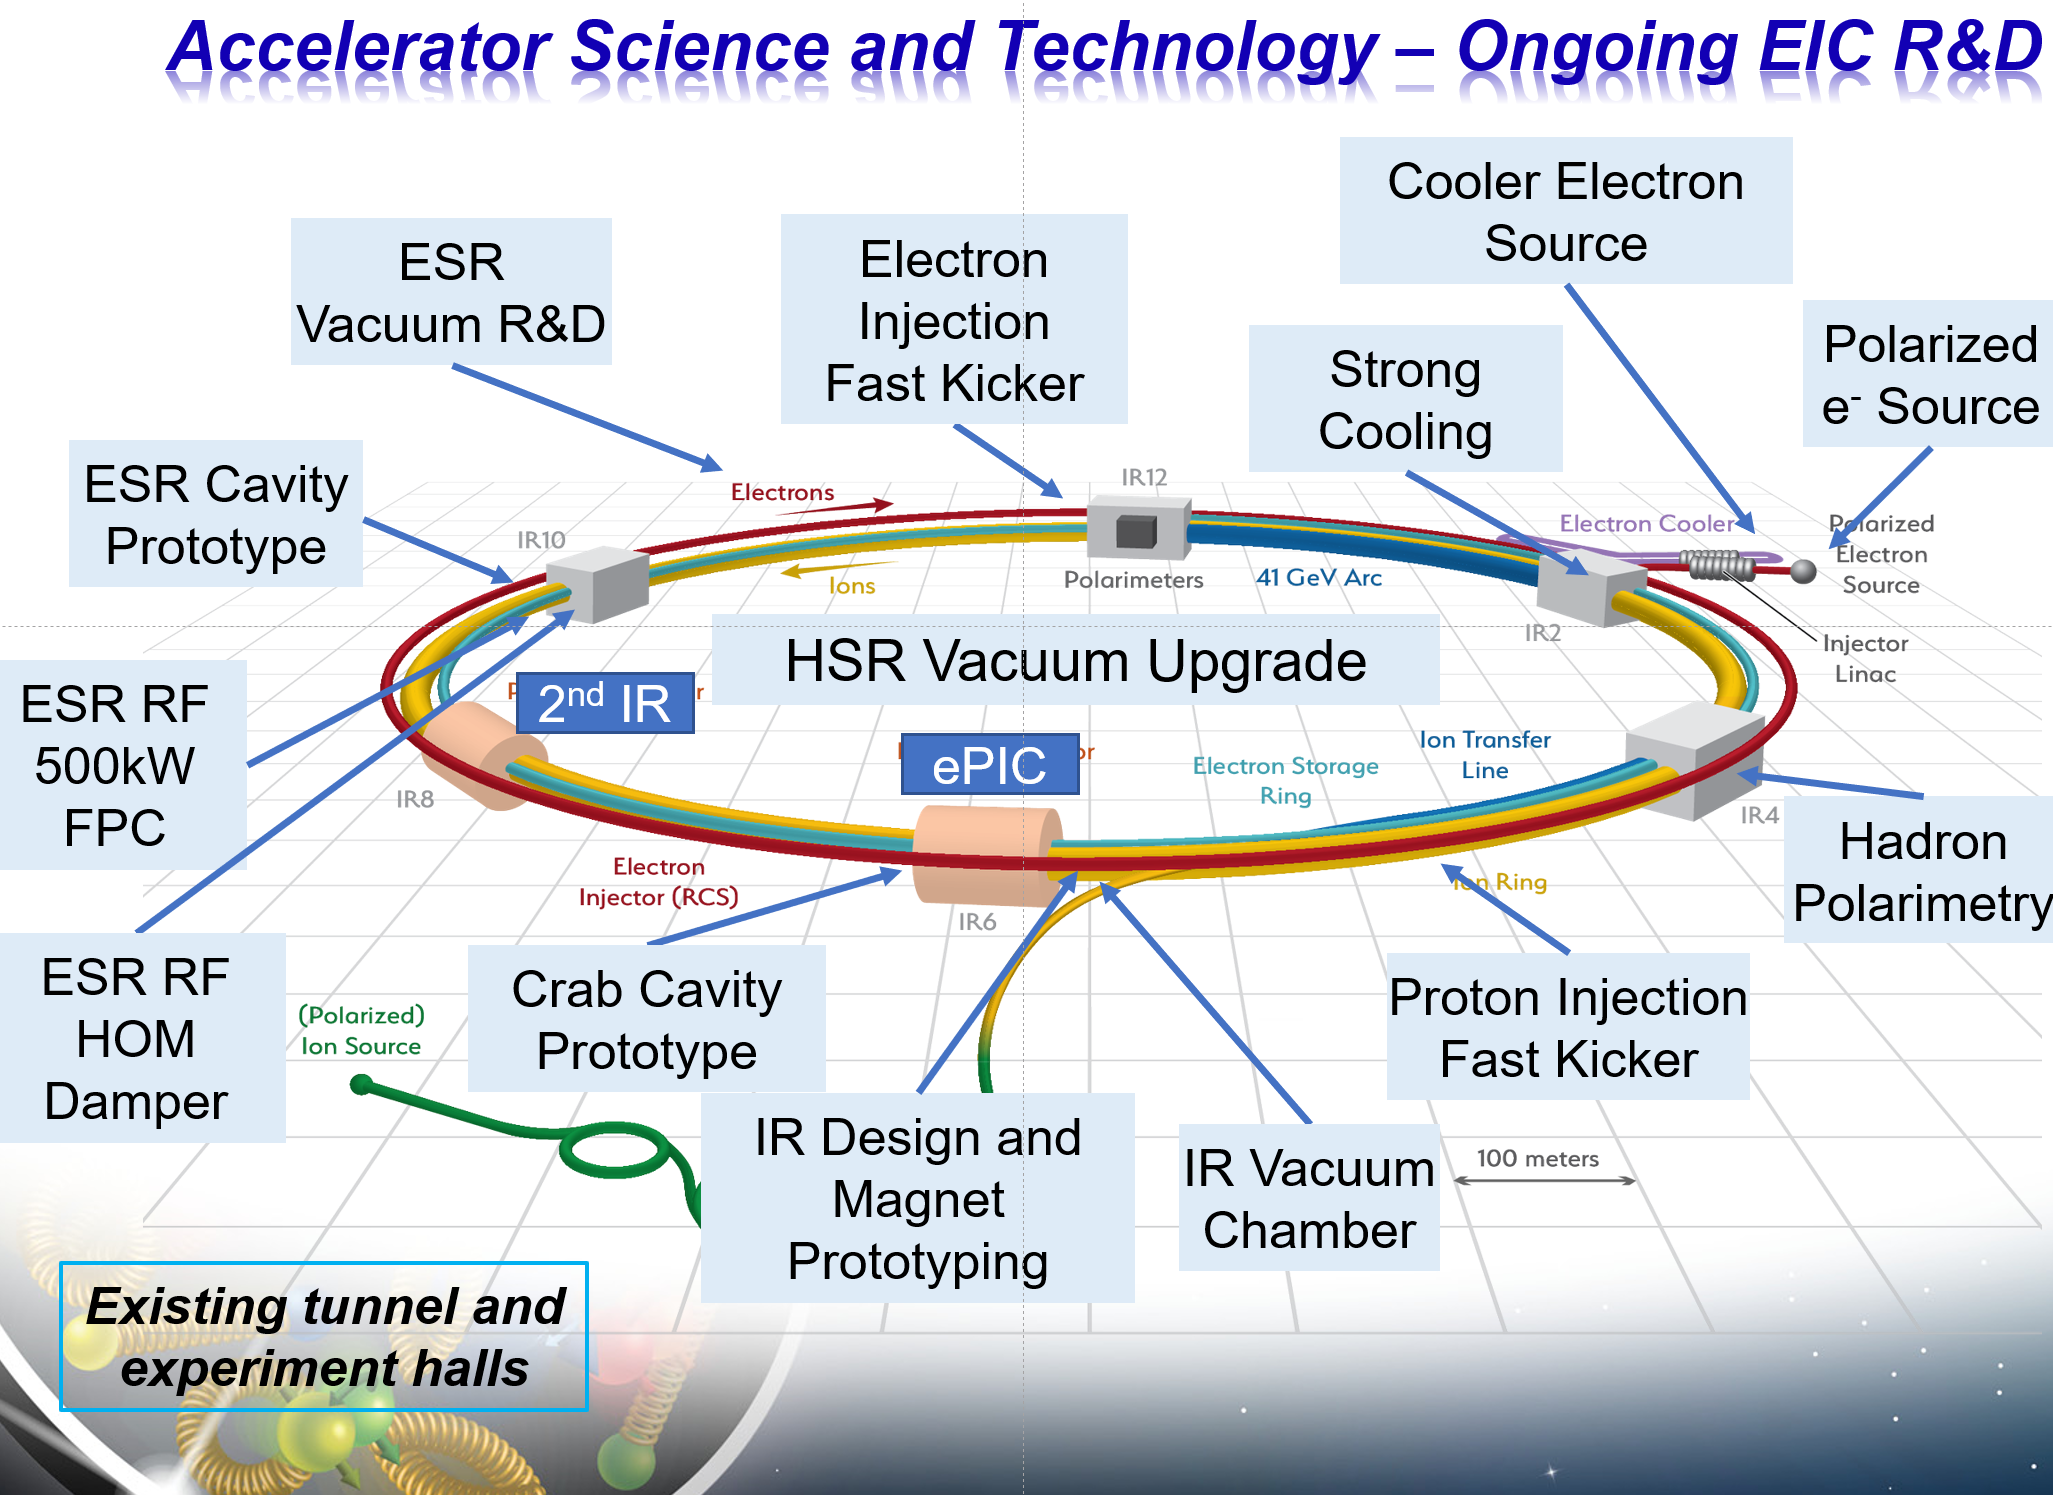 Accelerator Science and Technology – Ongoing EIC R&D
Cooler Electron
Source
ESR
Vacuum R&D
Electron
Injection
Fast Kicker
Strong
Cooling
Polarized
e- Source
ESR Cavity
Prototype
IR12
Electrons
IR10
Electron Cooler
Polarized
Electron
Source
Ions
Polarimeters
41 GeV Arc
IR2
Injector
Linac
HSR Vacuum Upgrade
2nd IR
ESR RF
500kW
FPC
ePIC
Electron Storage
Ring
Ion Transfer
Line
IR8
IR4
Hadron
Polarimetry
Electron
Injector (RCS)
IR6
Ion Ring
ESR RF
HOM
Damper
(Polarized)
Ion Source
Crab Cavity
Prototype
Proton Injection
Fast Kicker
IR Design and
Magnet
Prototyping
IR Vacuum
Chamber
100 meters
Existing tunnel and
experiment halls